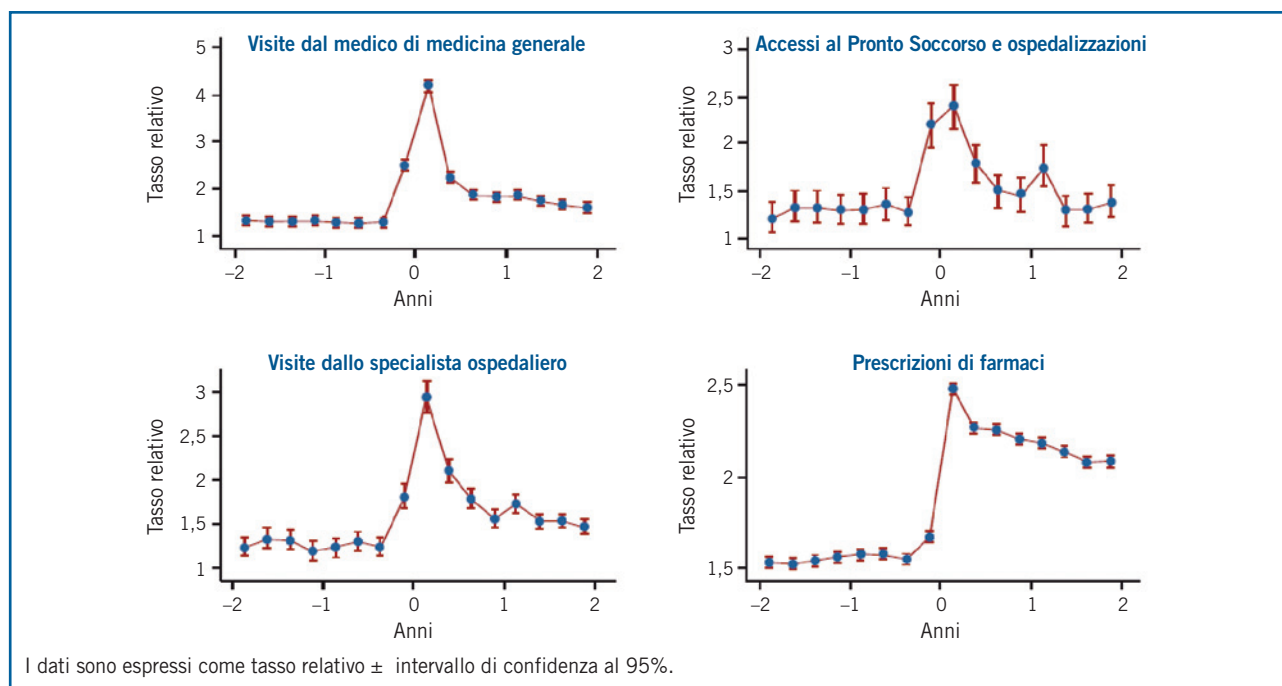 Visite dal medico di medicina generale
Tasso relativo
5
4
3
2
1
–2
–1
0
1
2
Anni
Accessi al Pronto Soccorso e ospedalizzazioni
Tasso relativo
3
2,5
2
1,5
1
–2
–1
0
1
2
Anni
Visite dallo specialista ospedaliero
Tasso relativo
3
2,5
2
1,5
1
–2
–1
0
1
2
Anni
Prescrizioni di farmaci
Tasso relativo
2,5
2
1,5
–2
–1
0
1
2
Anni
I dati sono espressi come tasso relativo ± intervallo di confidenza al 95%.